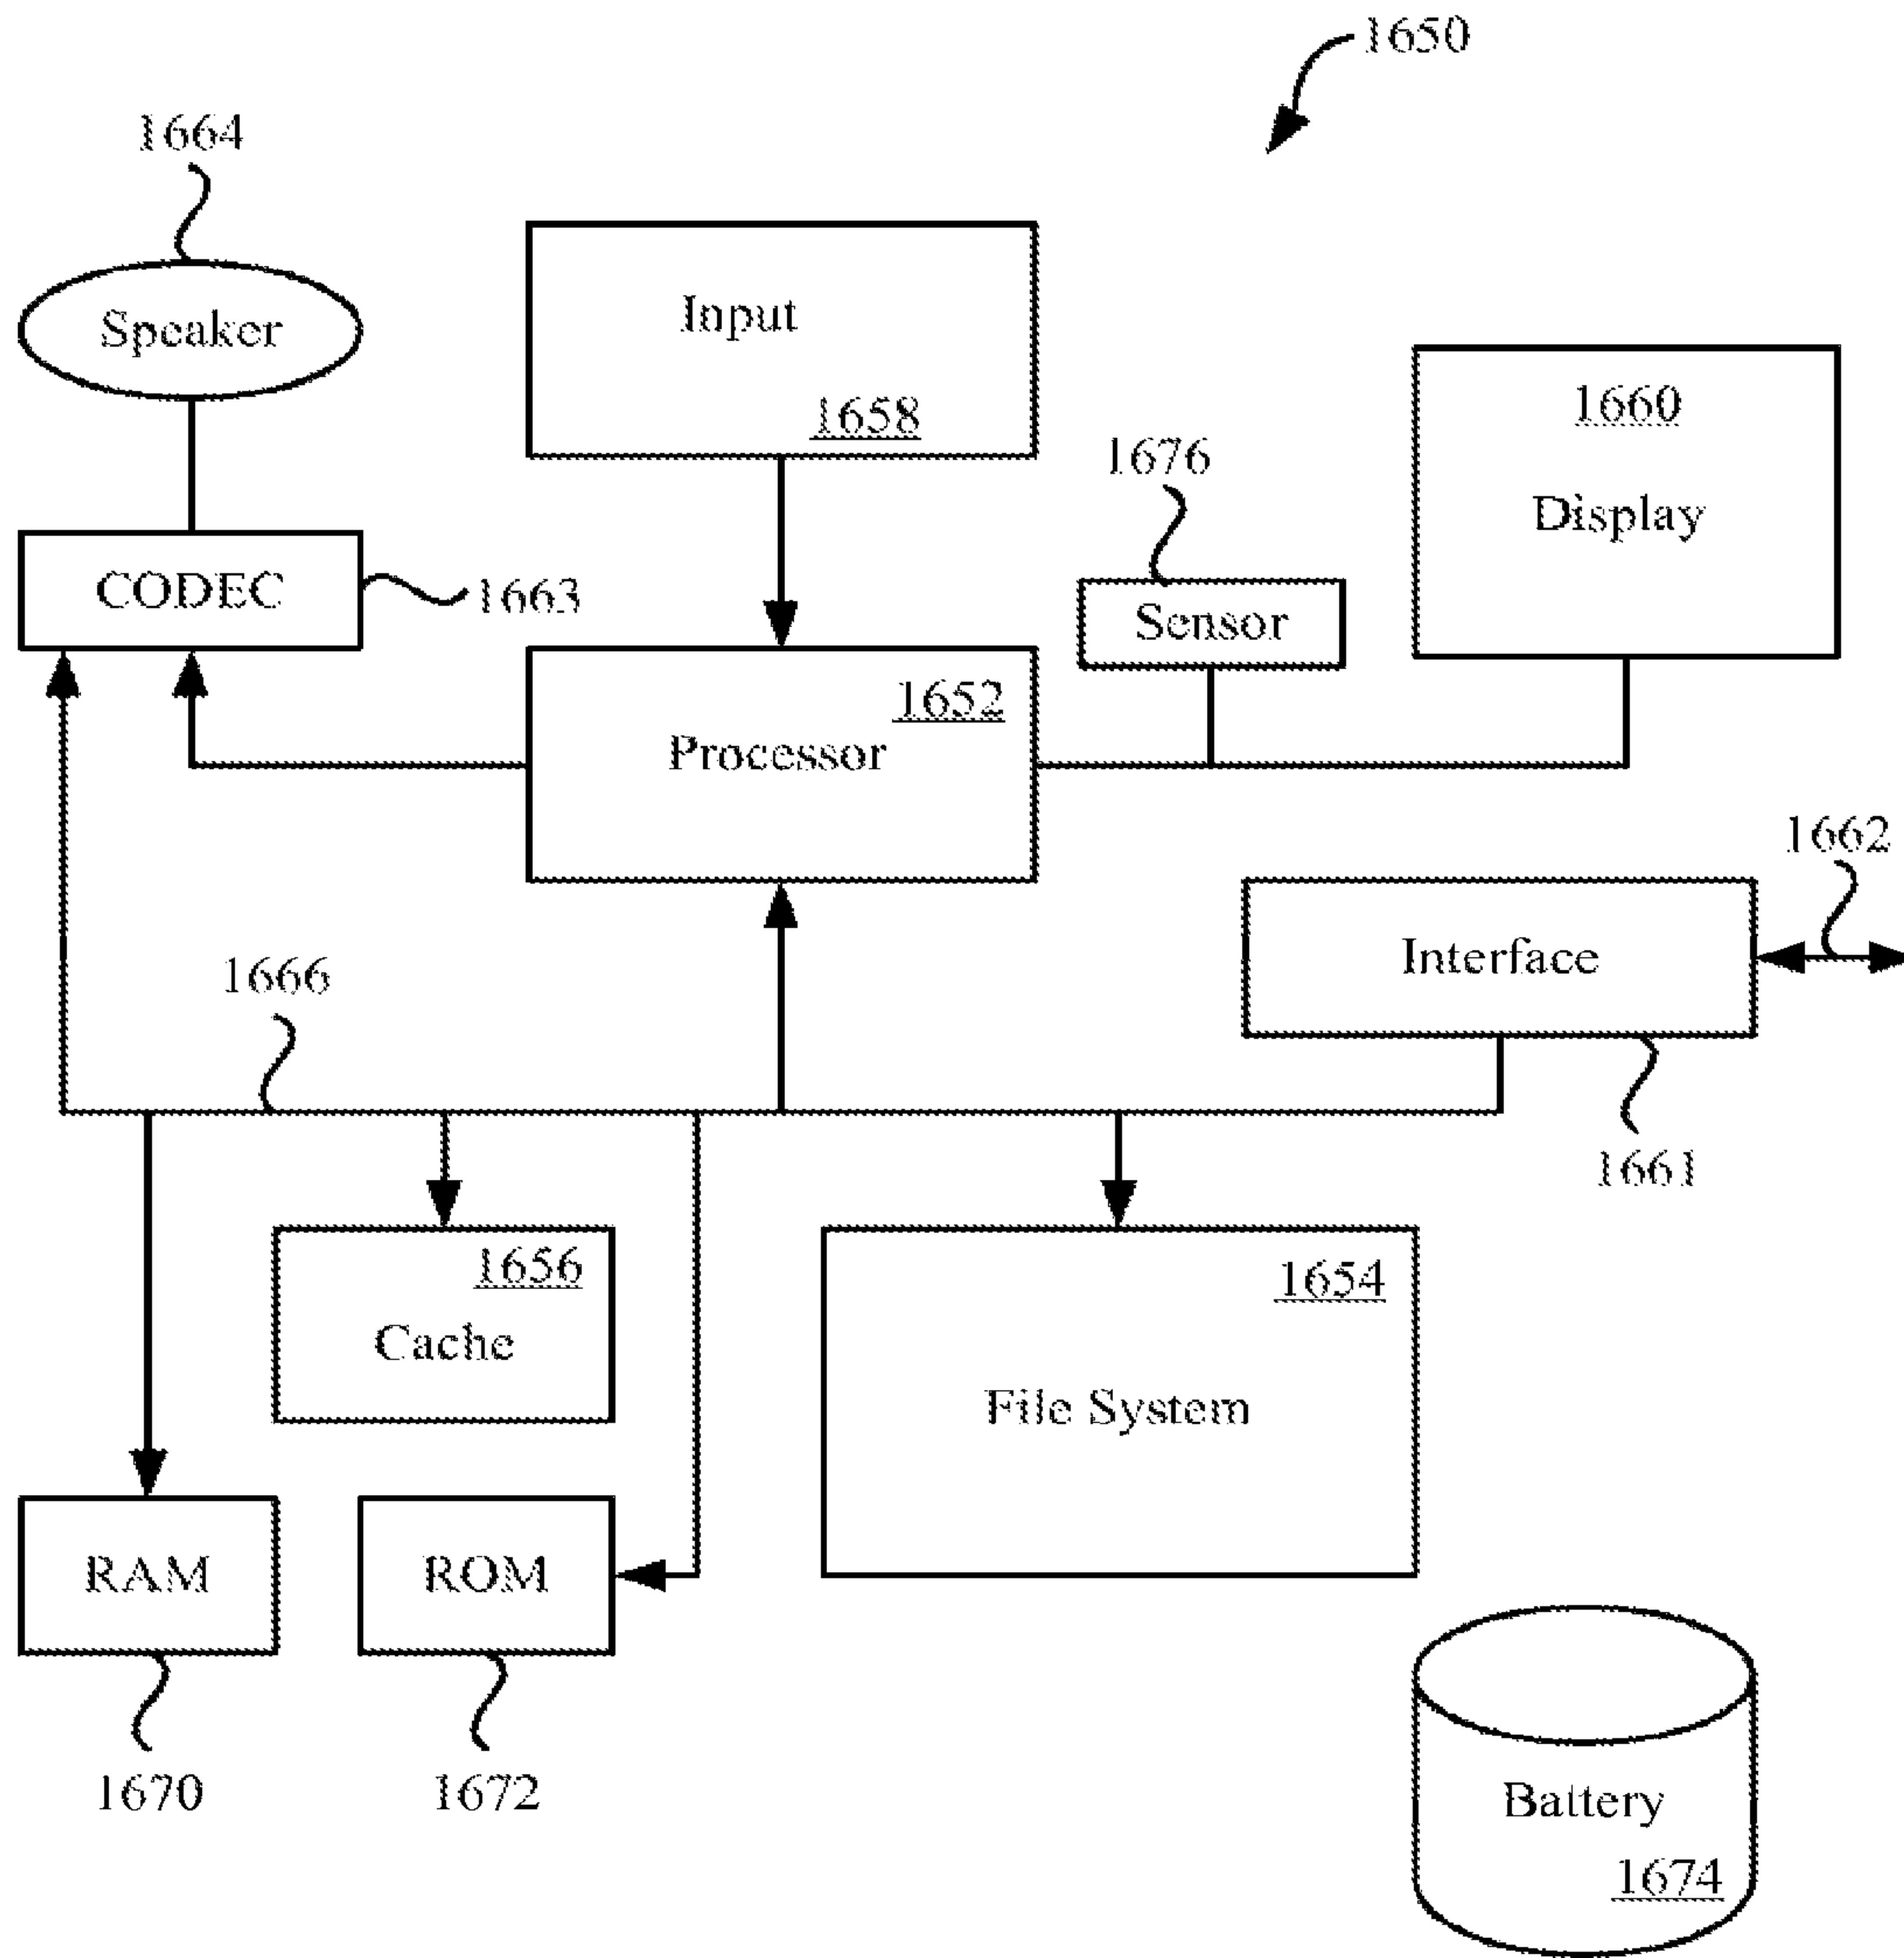 1650
1664
Speaker
Input
1658
1660
Display
1676
Sensor
CODEC
1663
1652
Processor
1662
Interface
1666
1661
1656
Cache
1654
File System
RAM
ROM
1670
1672
Battery
1674